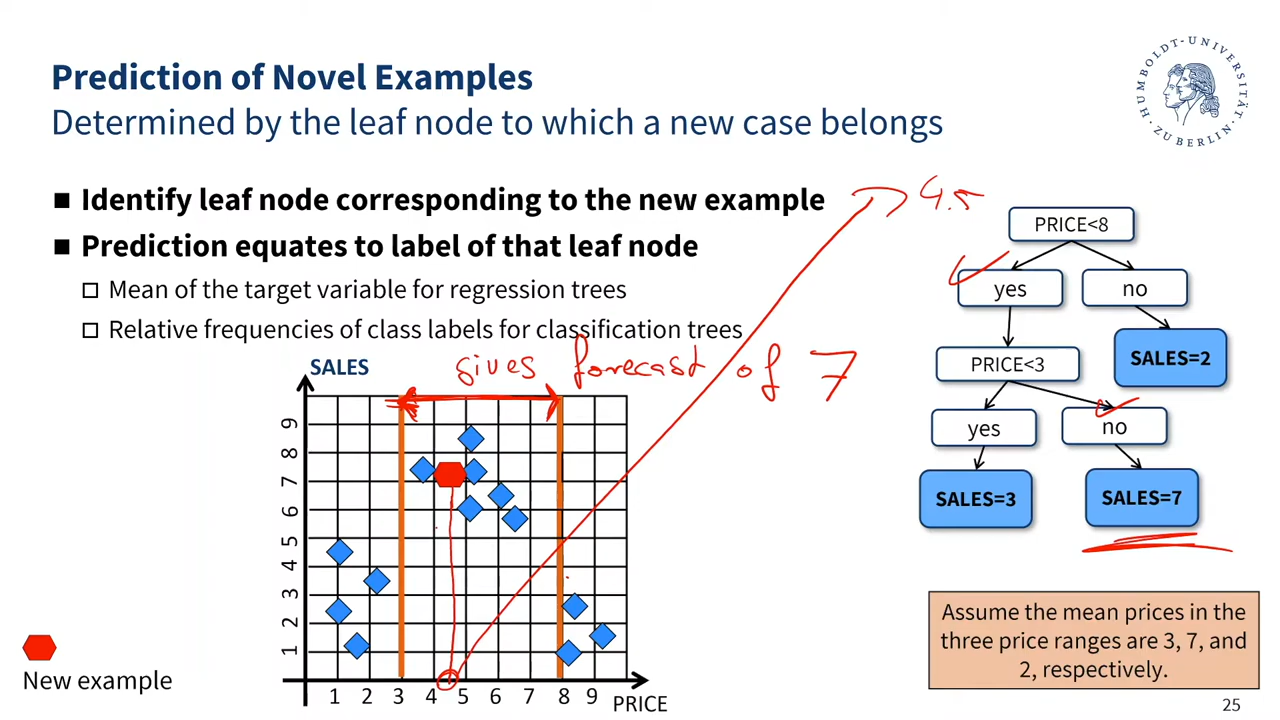 Prediction of Novel Examples
Determined by the leaf node to which a new case belongs
HUMBOLDT-UNIVERSITÄT
ZU BERLIN
■ Identify leaf node corresponding to the new example
4.5
■ Prediction equates to label of that leaf node
□ Mean of the target variable for regression trees
□ Relative frequencies of class labels for classification trees
gives forecast of 7
SALES
9
8
7
6
5
4
3
2
1
1 2 3 4 5 6 7 8 9
PRICE
New example
PRICE<8
yes
no
SALES=2
PRICE<3
yes
no
SALES=3
SALES=7
Assume the mean prices in the
three price ranges are 3, 7, and
2, respectively.
25